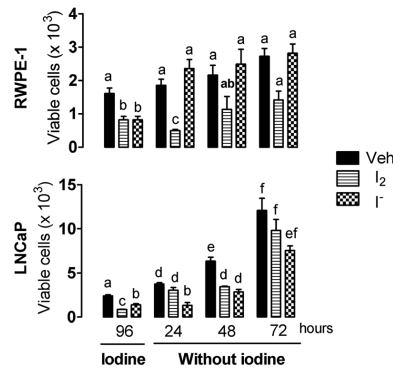 RWPE-1
Viable cells (x 10³)
4
3
2
1
0
a b b
a c a
a ab a
a a a
Veh
I₂
I⁻
LNCaP
Viable cells (x 10³)
15
10
5
0
a c b
d d b
e d d
f f ef
96 24 48 72 hours
Iodine Without iodine